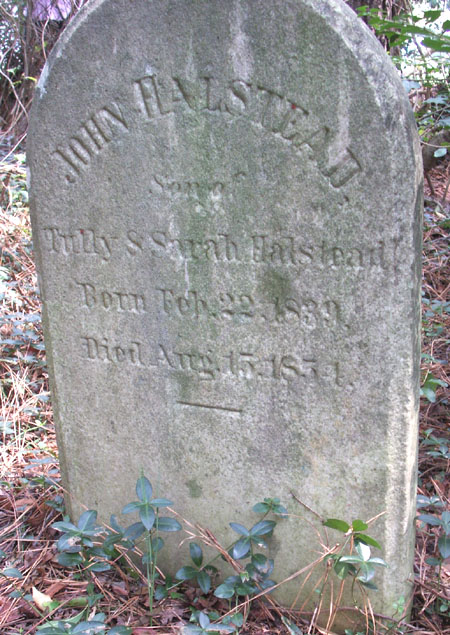 JOHN HALSTEAD,
Son of
Tully & Sarah Halstead,
Born Feb. 22, 1839,
Died Aug. 15, 1854.